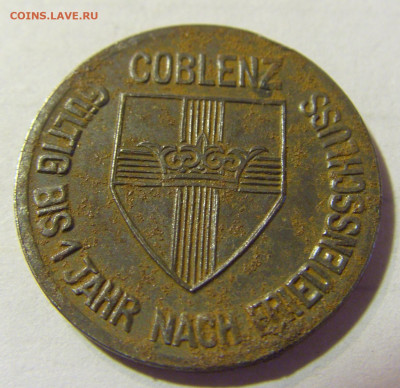 COINS.LAVE.RU
COBLENZ
GÜLTIG BIS 1 JAHR NACH FRIEDENSSCHLUSS